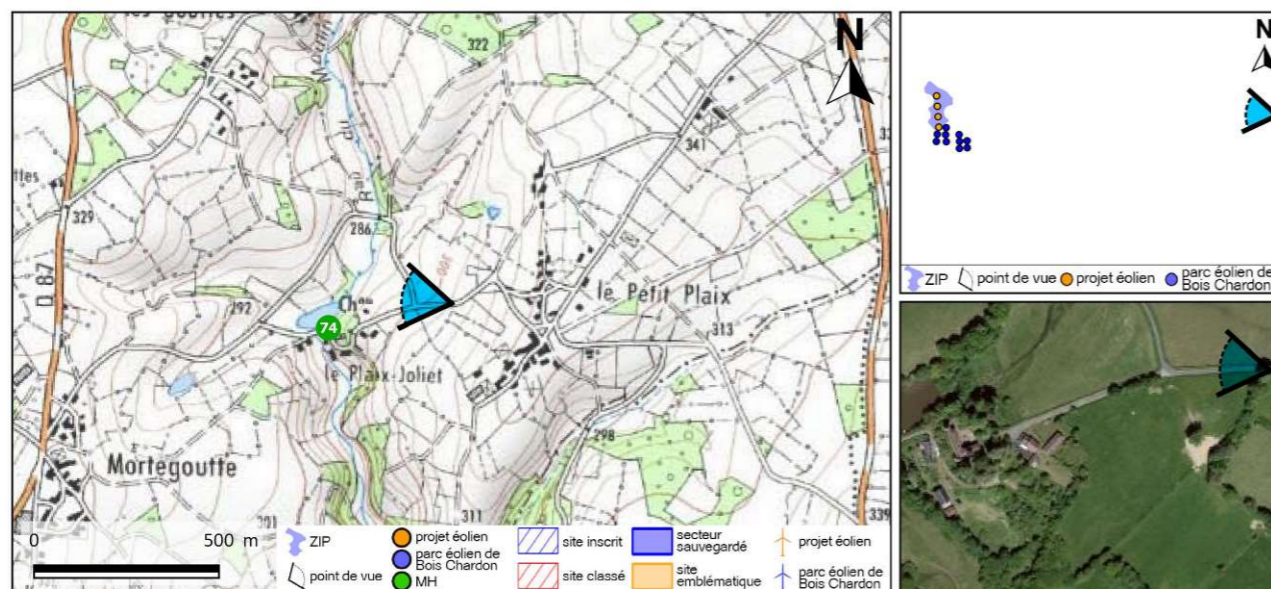 322
N
341
329
286
300
D 87
292
Ch^au
74
le Petit Plaix
313
le Plaix-Joliet
298
Mortegoutte
301
311
339
0 500 m
ZIP
point de vue
projet éolien
parc éolien de
Bois Chardon
MH
site inscrit
site classé
secteur
sauvegardé
site
emblématique
projet éolien
parc éolien de
Bois Chardon
N
ZIP
point de vue
projet éolien
parc éolien de
Bois Chardon